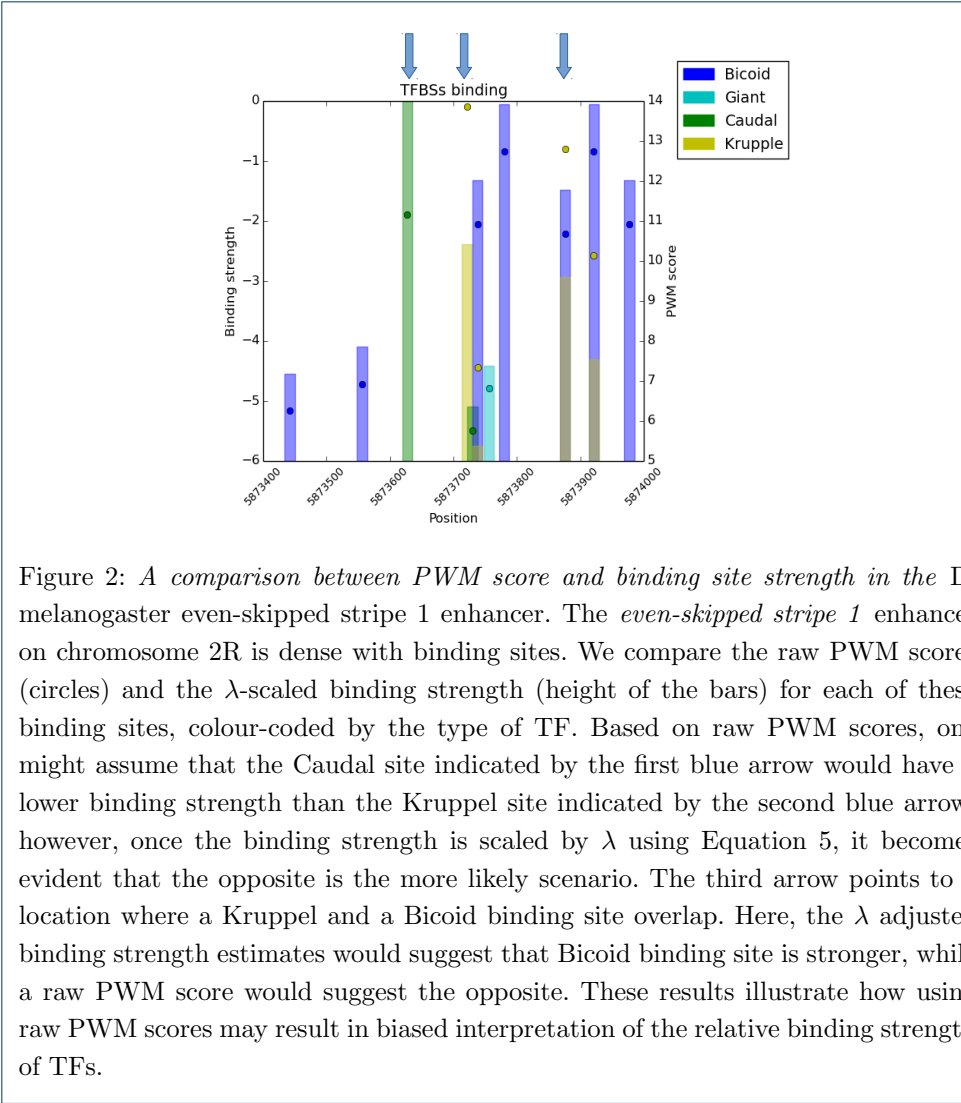 TFBSs binding
Bicoid
Giant
Caudal
Krupple
0
−1
−2
−3
−4
−5
−6
Binding strength
14
13
12
11
10
9
8
7
6
5
PWM score
5873400
5873500
5873600
5873700
5873800
5873900
5874000
Position
Figure 2: A comparison between PWM score and binding site strength in the D
melanogaster even-skipped stripe 1 enhancer. The even-skipped stripe 1 enhance
on chromosome 2R is dense with binding sites. We compare the raw PWM score
(circles) and the λ-scaled binding strength (height of the bars) for each of thes
binding sites, colour-coded by the type of TF. Based on raw PWM scores, on
might assume that the Caudal site indicated by the first blue arrow would have
lower binding strength than the Kruppel site indicated by the second blue arrow
however, once the binding strength is scaled by λ using Equation 5, it become
evident that the opposite is the more likely scenario. The third arrow points to
location where a Kruppel and a Bicoid binding site overlap. Here, the λ adjuste
binding strength estimates would suggest that Bicoid binding site is stronger, whil
a raw PWM score would suggest the opposite. These results illustrate how usin
raw PWM scores may result in biased interpretation of the relative binding strengt
of TFs.